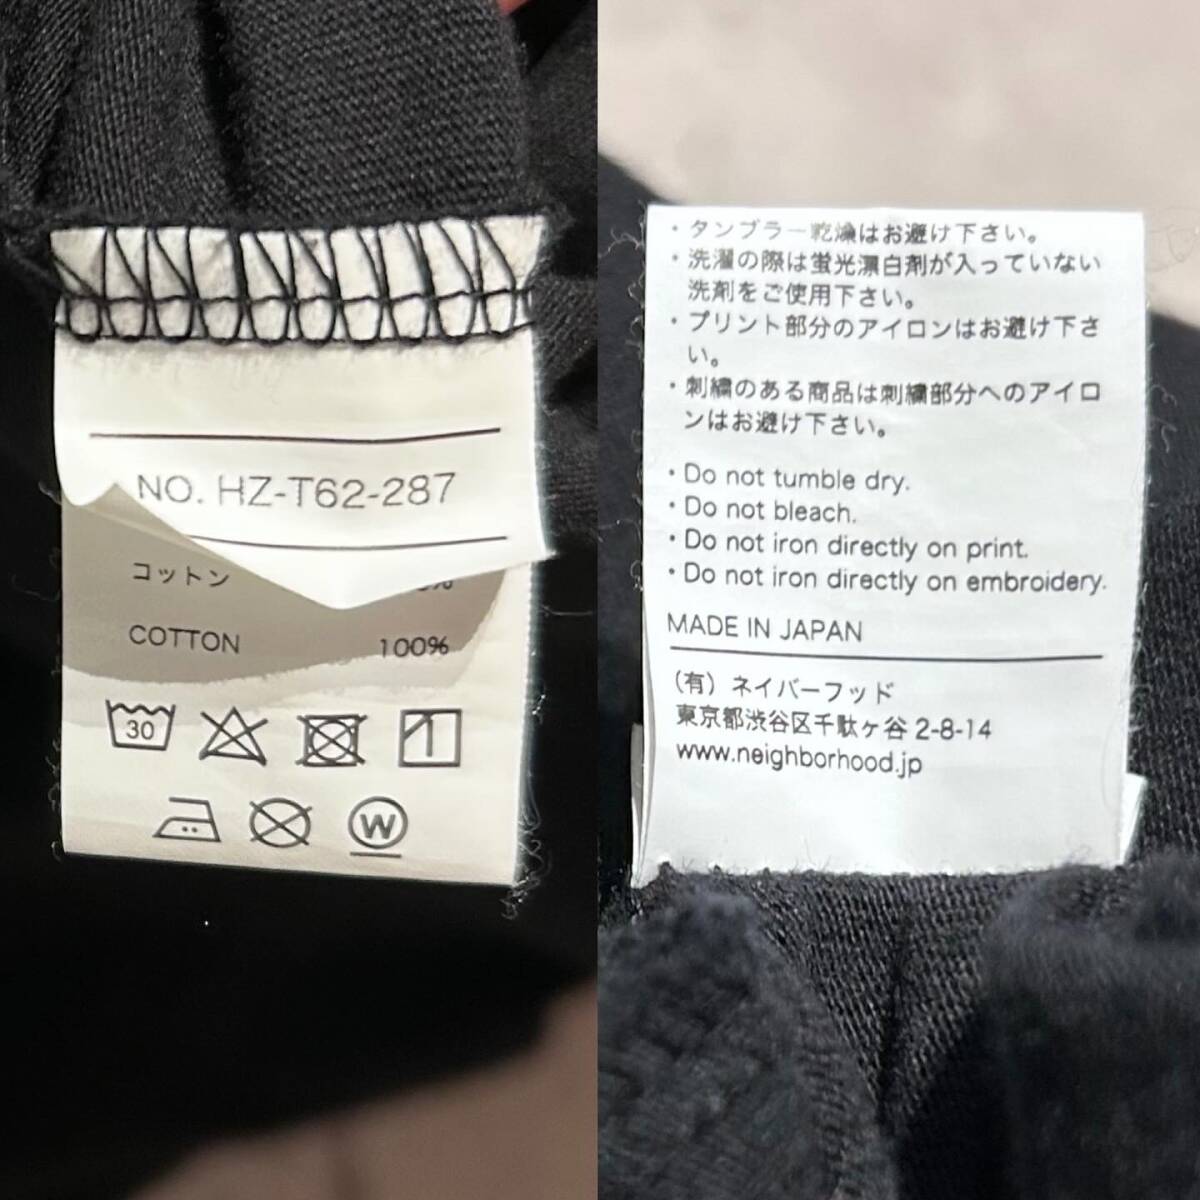 NO. HZ-T62-287
コットン
COTTON 100%
30
W
・タンブラー乾燥はお避け下さい。
・洗濯の際は蛍光漂白剤が入っていない
洗剤をご使用下さい。
・プリント部分のアイロンはお避け下さ
い。
・刺繍のある商品は刺繍部分へのアイロ
ンはお避け下さい。
・Do not tumble dry.
・Do not bleach.
・Do not iron directly on print.
・Do not iron directly on embroidery.
MADE IN JAPAN
(有) ネイバーフッド
東京都渋谷区千駄ヶ谷 2-8-14
www.neighborhood.jp